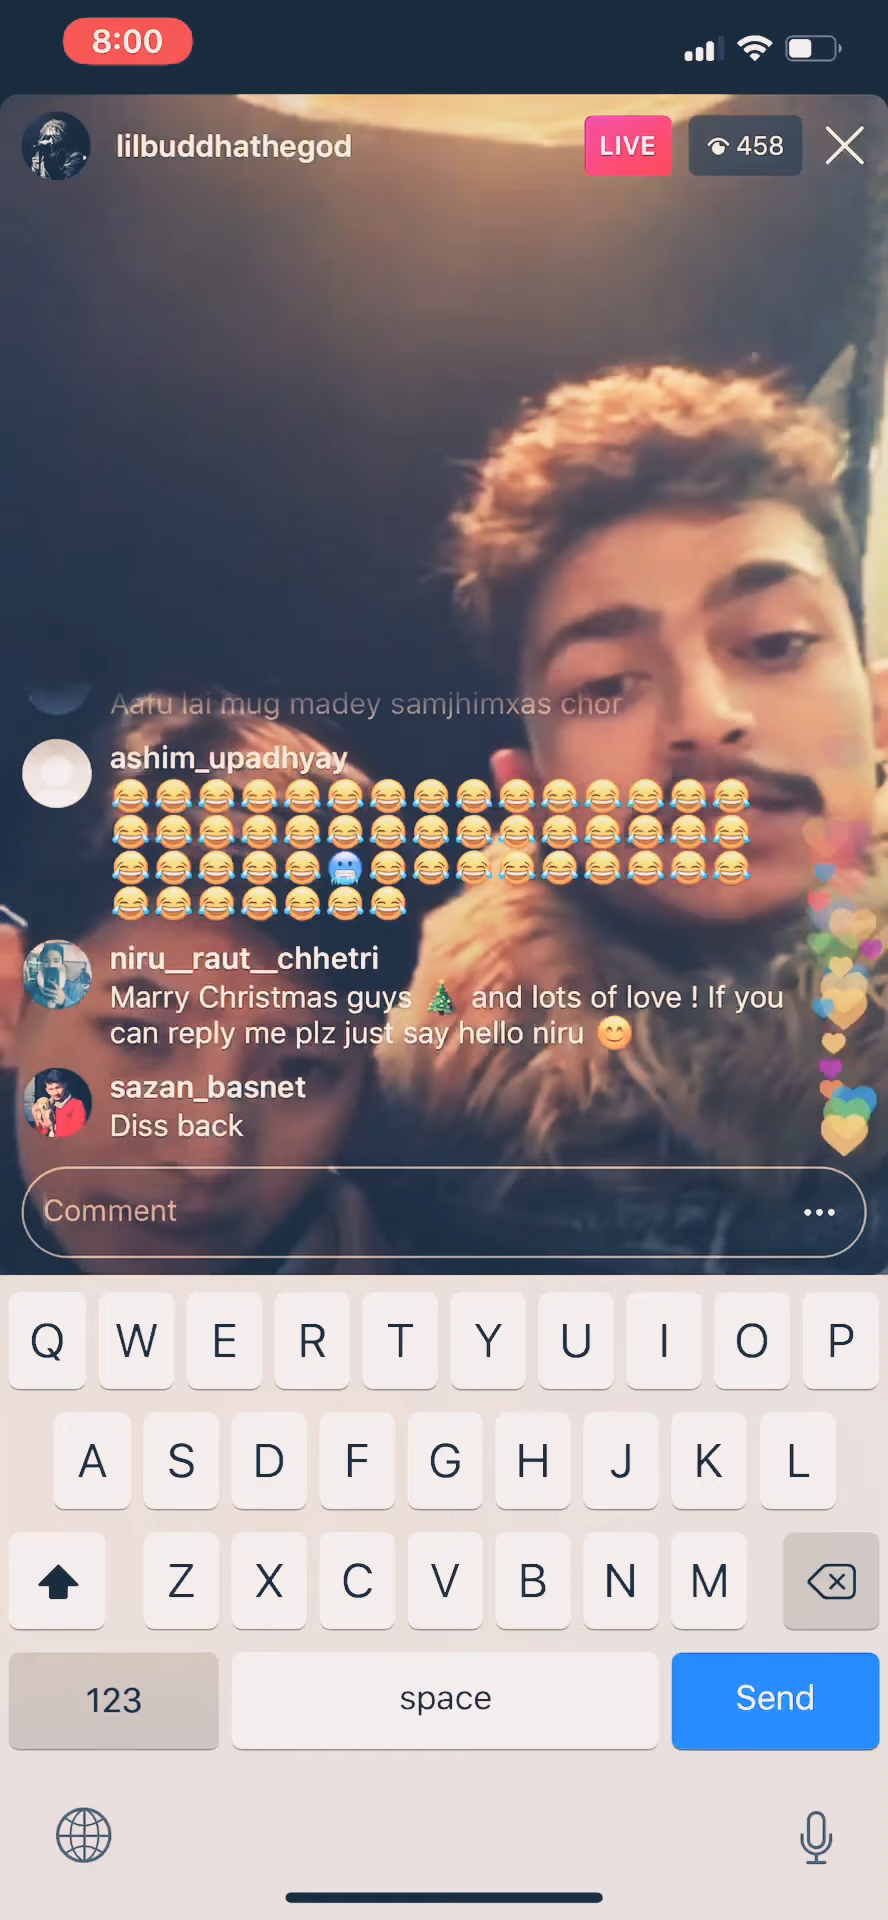 8:00
lilbuddhathegod
LIVE
458
Aafu lai mug madey samjhimxas chor
ashim_upadhyay
😂😂😂😂😂😂😂😂😂😂😂😂😂😂😂
😂😂😂😂😂😂😂😂😂😂😂😂😂😂😂
😂😂😂😂😂🥶😂😂😂😂😂😂😂😂😂
😂😂😂😂😂😂😂
niru__raut__chhetri
Marry Christmas guys 🎄 and lots of love ! If you
can reply me plz just say hello niru 😊
sazan_basnet
Diss back
Comment
Q W E R T Y U I O P
A S D F G H J K L
Z X C V B N M
123 space Send